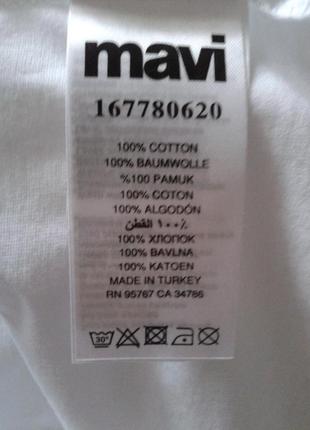 mavi
167780620
100% COTTON
100% BAUMWOLLE
%100 PAMUK
100% COTON
100% ALGODÓN
٪١٠٠ القطن
100% ХЛОПОК
100% BAVLNA
100% KATOEN
MADE IN TURKEY
RN 95767 CA 34786
30°